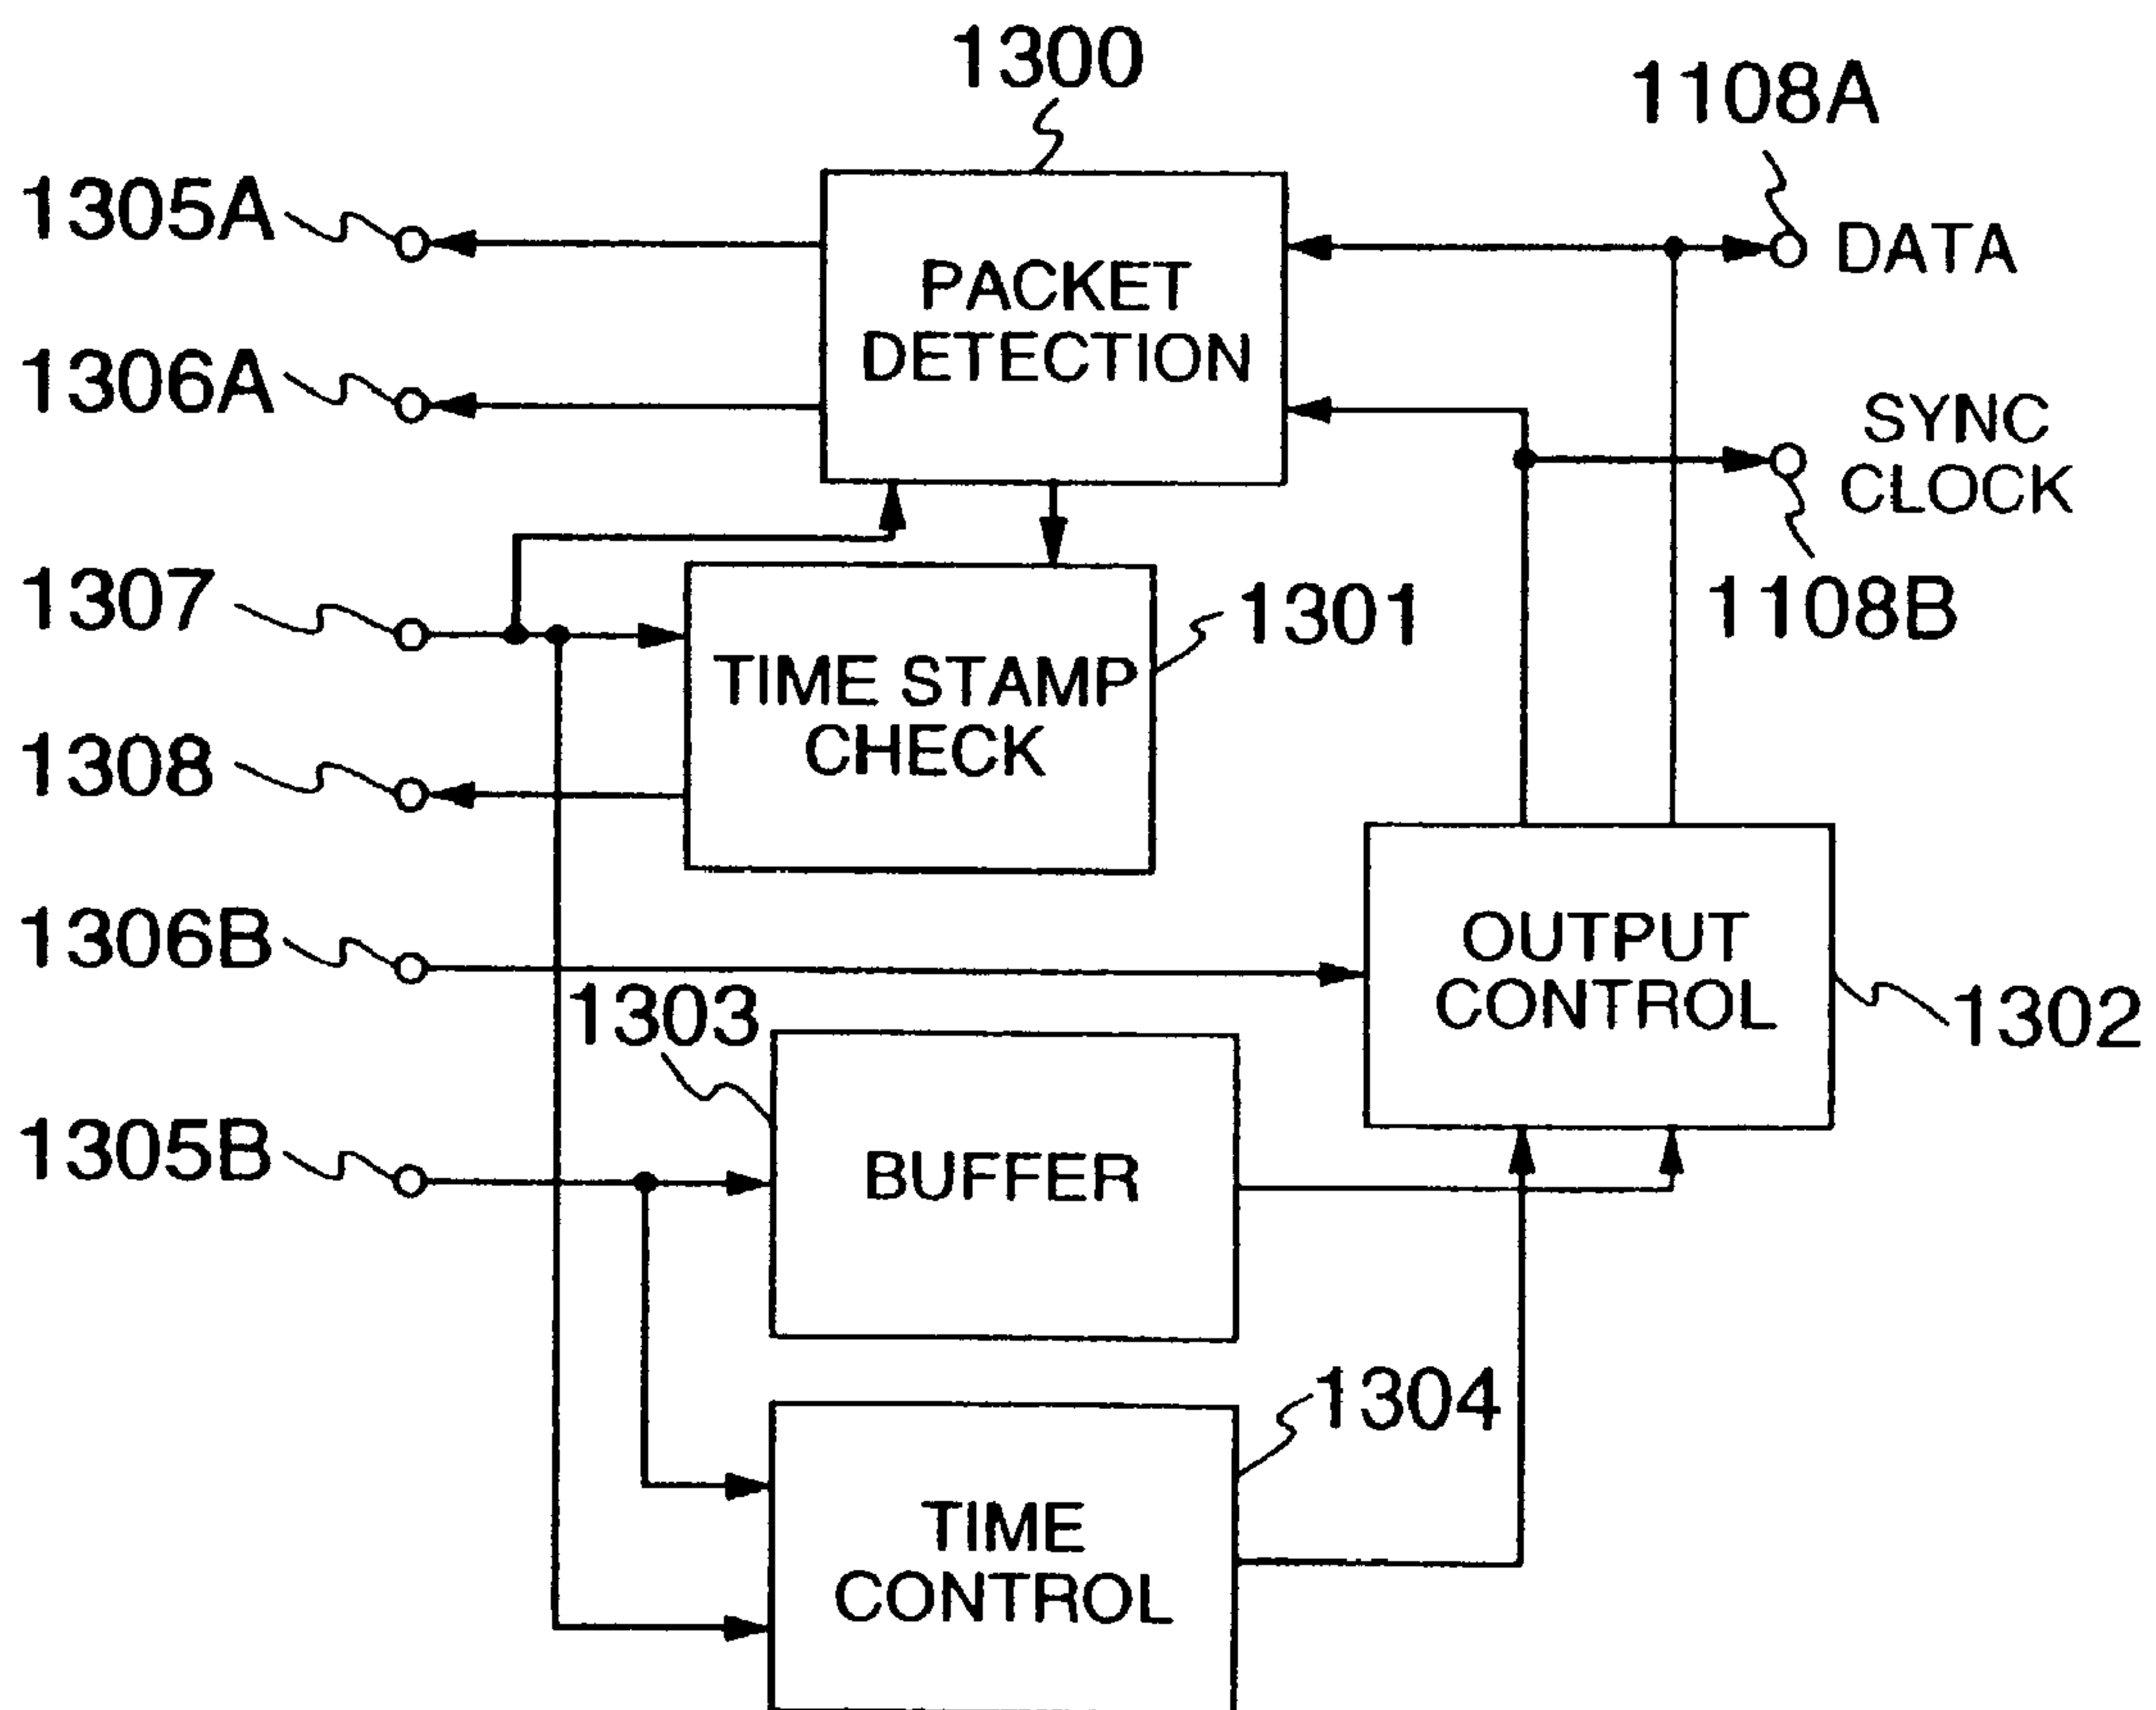 1300
1108A
1305A
DATA
PACKET
DETECTION
1306A
SYNC
CLOCK
1307
1301
1108B
TIME STAMP
CHECK
1308
1306B
OUTPUT
CONTROL
1303
1302
1305B
BUFFER
1304
TIME
CONTROL